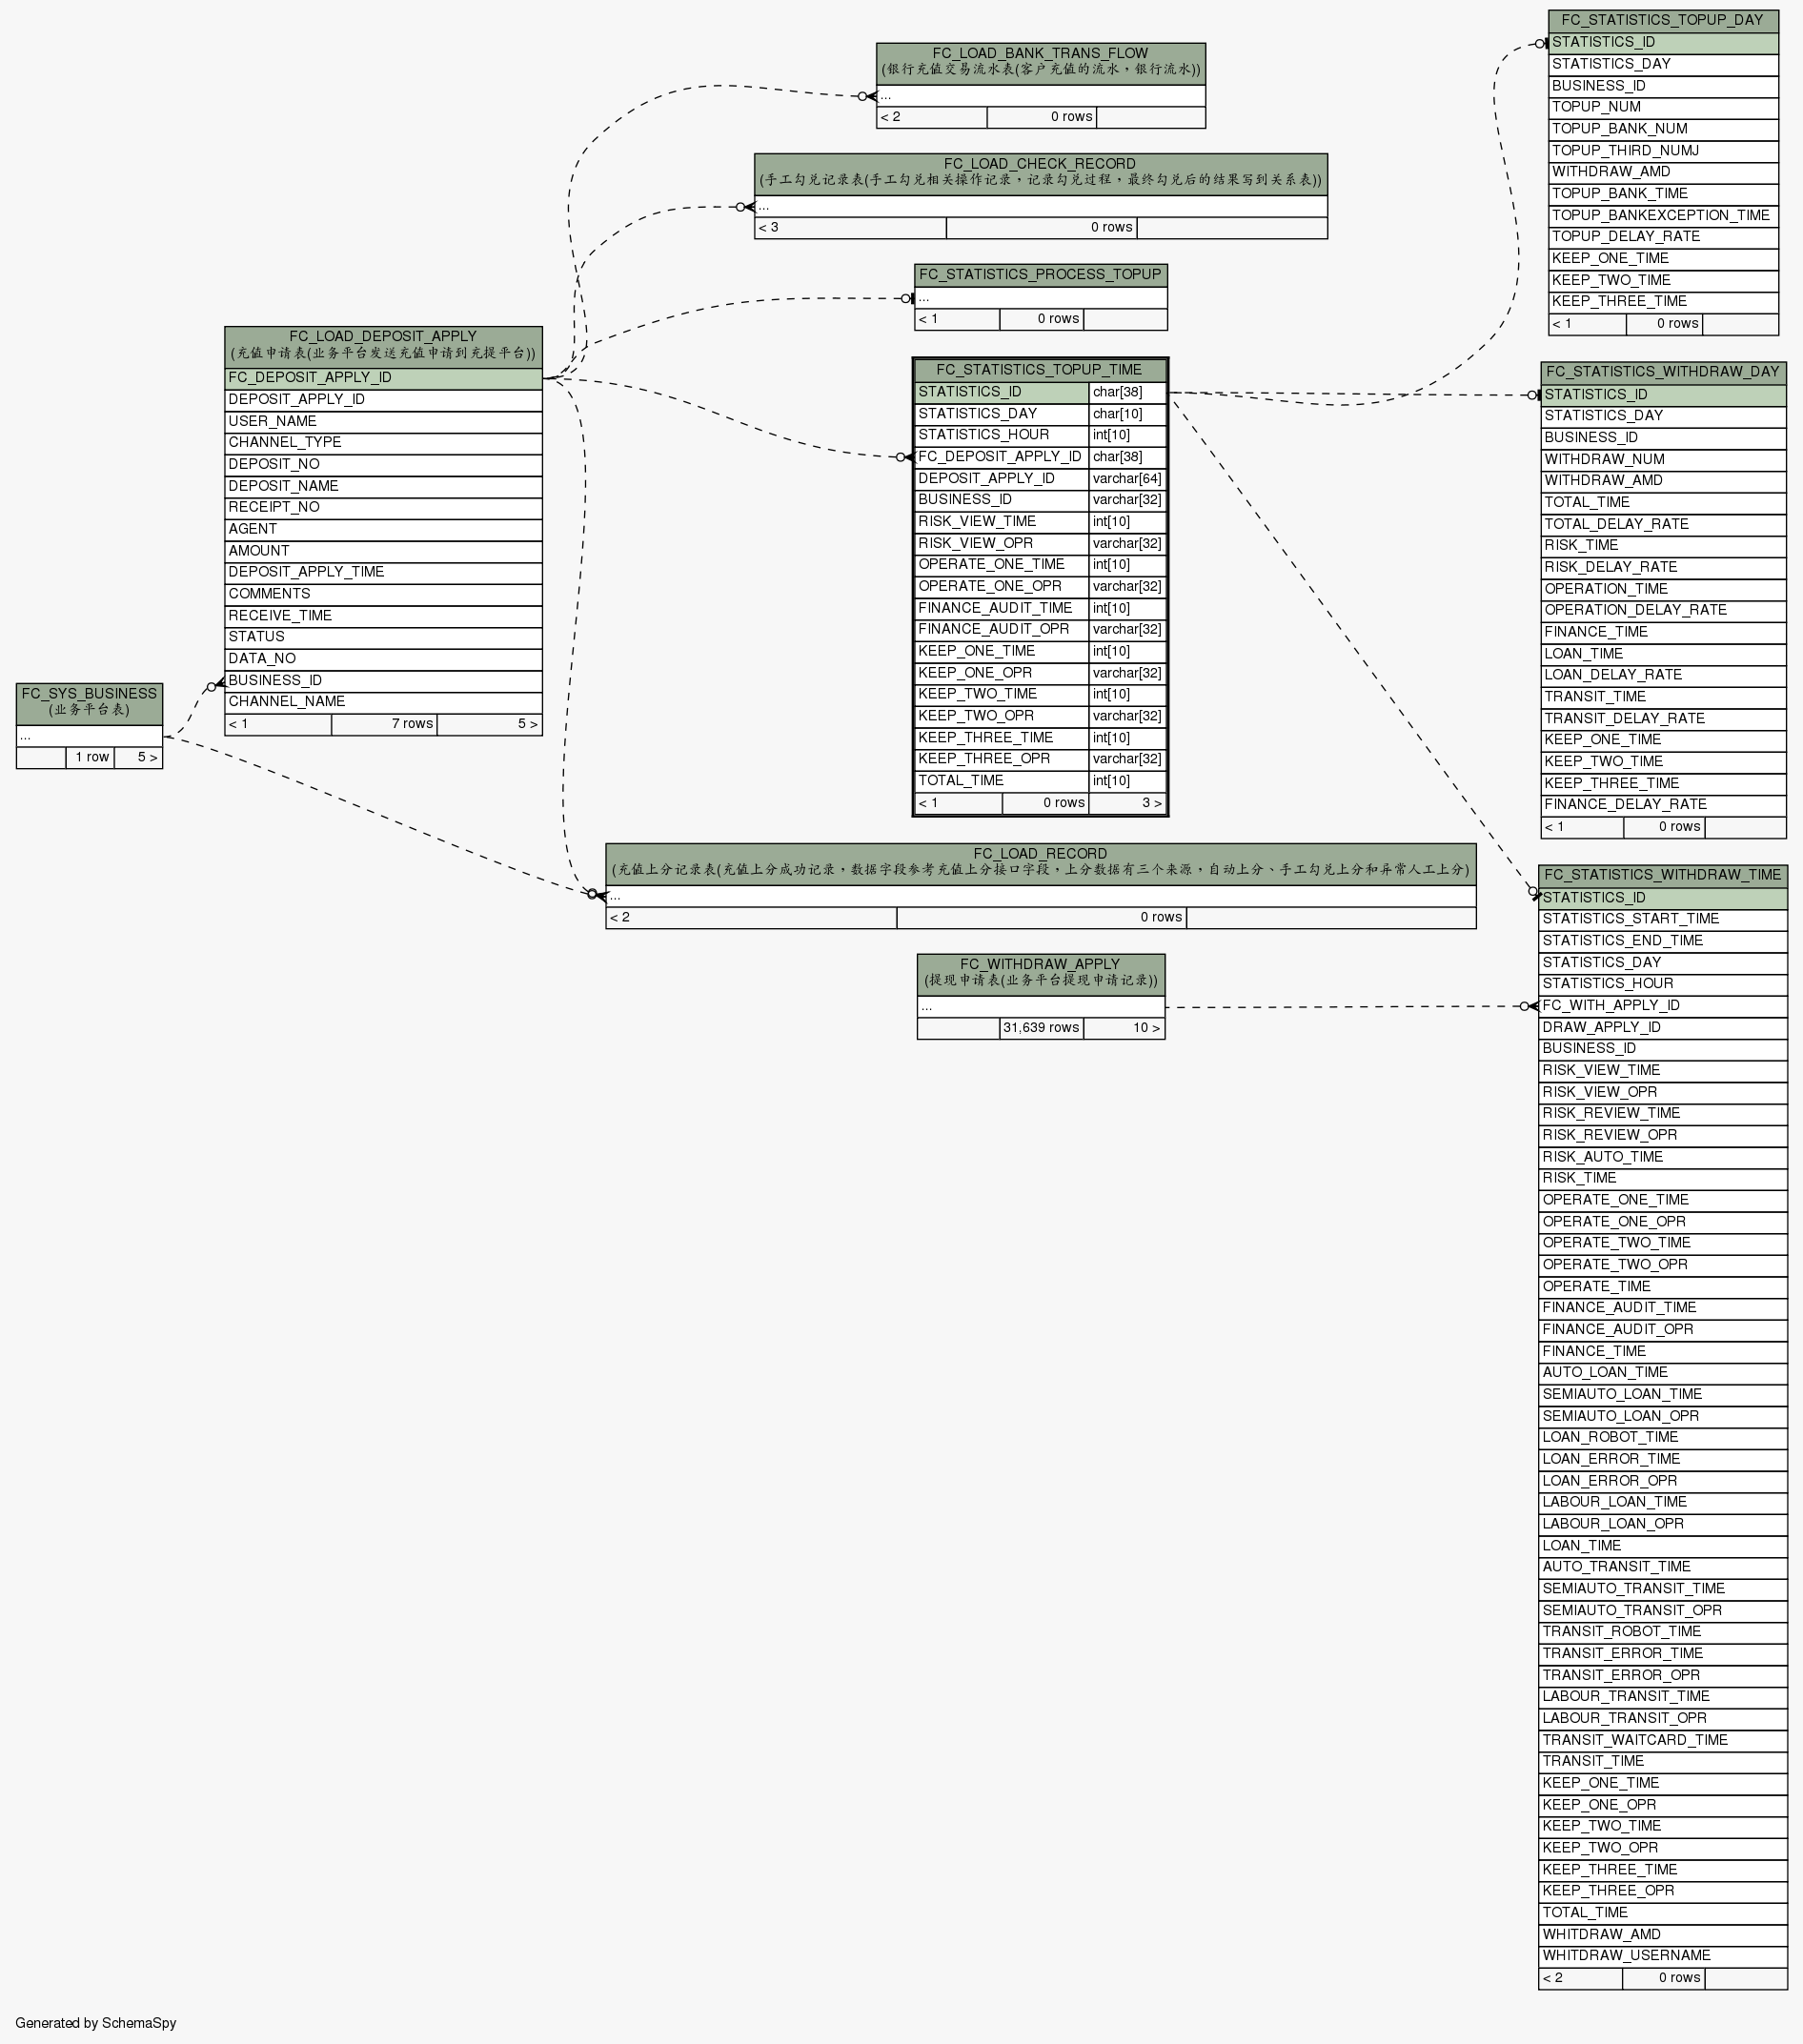 FC_STATISTICS_TOPUP_DAY
STATISTICS_ID
STATISTICS_DAY
BUSINESS_ID
TOPUP_NUM
TOPUP_BANK_NUM
TOPUP_THIRD_NUMJ
WITHDRAW_AMD
TOPUP_BANK_TIME
TOPUP_BANKEXCEPTION_TIME
TOPUP_DELAY_RATE
KEEP_ONE_TIME
KEEP_TWO_TIME
KEEP_THREE_TIME
< 1 0 rows
FC_LOAD_BANK_TRANS_FLOW
(银行充值交易流水表(客户充值的流水，银行流水))
...
< 2 0 rows
FC_LOAD_CHECK_RECORD
(手工勾兑记录表(手工勾兑相关操作记录，记录勾兑过程，最终勾兑后的结果写到关系表))
...
< 3 0 rows
FC_STATISTICS_PROCESS_TOPUP
...
< 1 0 rows
FC_LOAD_DEPOSIT_APPLY
(充值申请表(业务平台发送充值申请到充提平台))
FC_DEPOSIT_APPLY_ID
DEPOSIT_APPLY_ID
USER_NAME
CHANNEL_TYPE
DEPOSIT_NO
DEPOSIT_NAME
RECEIPT_NO
AGENT
AMOUNT
DEPOSIT_APPLY_TIME
COMMENTS
RECEIVE_TIME
STATUS
DATA_NO
BUSINESS_ID
CHANNEL_NAME
< 1 7 rows 5 >
FC_STATISTICS_TOPUP_TIME
STATISTICS_ID char[38]
STATISTICS_DAY char[10]
STATISTICS_HOUR int[10]
FC_DEPOSIT_APPLY_ID char[38]
DEPOSIT_APPLY_ID varchar[64]
BUSINESS_ID varchar[32]
RISK_VIEW_TIME int[10]
RISK_VIEW_OPR varchar[32]
OPERATE_ONE_TIME int[10]
OPERATE_ONE_OPR varchar[32]
FINANCE_AUDIT_TIME int[10]
FINANCE_AUDIT_OPR varchar[32]
KEEP_ONE_TIME int[10]
KEEP_ONE_OPR varchar[32]
KEEP_TWO_TIME int[10]
KEEP_TWO_OPR varchar[32]
KEEP_THREE_TIME int[10]
KEEP_THREE_OPR varchar[32]
TOTAL_TIME int[10]
< 1 0 rows 3 >
FC_STATISTICS_WITHDRAW_DAY
STATISTICS_ID
STATISTICS_DAY
BUSINESS_ID
WITHDRAW_NUM
WITHDRAW_AMD
TOTAL_TIME
TOTAL_DELAY_RATE
RISK_TIME
RISK_DELAY_RATE
OPERATION_TIME
OPERATION_DELAY_RATE
FINANCE_TIME
LOAN_TIME
LOAN_DELAY_RATE
TRANSIT_TIME
TRANSIT_DELAY_RATE
KEEP_ONE_TIME
KEEP_TWO_TIME
KEEP_THREE_TIME
FINANCE_DELAY_RATE
< 1 0 rows
FC_SYS_BUSINESS
(业务平台表)
...
1 row 5 >
FC_LOAD_RECORD
(充值上分记录表(充值上分成功记录，数据字段参考充值上分接口字段，上分数据有三个来源，自动上分、手工勾兑上分和异常人工上分)
...
< 2 0 rows
FC_WITHDRAW_APPLY
(提现申请表(业务平台提现申请记录))
...
31,639 rows 10 >
FC_STATISTICS_WITHDRAW_TIME
STATISTICS_ID
STATISTICS_START_TIME
STATISTICS_END_TIME
STATISTICS_DAY
STATISTICS_HOUR
FC_WITH_APPLY_ID
DRAW_APPLY_ID
BUSINESS_ID
RISK_VIEW_TIME
RISK_VIEW_OPR
RISK_REVIEW_TIME
RISK_REVIEW_OPR
RISK_AUTO_TIME
RISK_TIME
OPERATE_ONE_TIME
OPERATE_ONE_OPR
OPERATE_TWO_TIME
OPERATE_TWO_OPR
OPERATE_TIME
FINANCE_AUDIT_TIME
FINANCE_AUDIT_OPR
FINANCE_TIME
AUTO_LOAN_TIME
SEMIAUTO_LOAN_TIME
SEMIAUTO_LOAN_OPR
LOAN_ROBOT_TIME
LOAN_ERROR_TIME
LOAN_ERROR_OPR
LABOUR_LOAN_TIME
LABOUR_LOAN_OPR
LOAN_TIME
AUTO_TRANSIT_TIME
SEMIAUTO_TRANSIT_TIME
SEMIAUTO_TRANSIT_OPR
TRANSIT_ROBOT_TIME
TRANSIT_ERROR_TIME
TRANSIT_ERROR_OPR
LABOUR_TRANSIT_TIME
LABOUR_TRANSIT_OPR
TRANSIT_WAITCARD_TIME
TRANSIT_TIME
KEEP_ONE_TIME
KEEP_ONE_OPR
KEEP_TWO_TIME
KEEP_TWO_OPR
KEEP_THREE_TIME
KEEP_THREE_OPR
TOTAL_TIME
WHITDRAW_AMD
WHITDRAW_USERNAME
< 2 0 rows
Generated by SchemaSpy